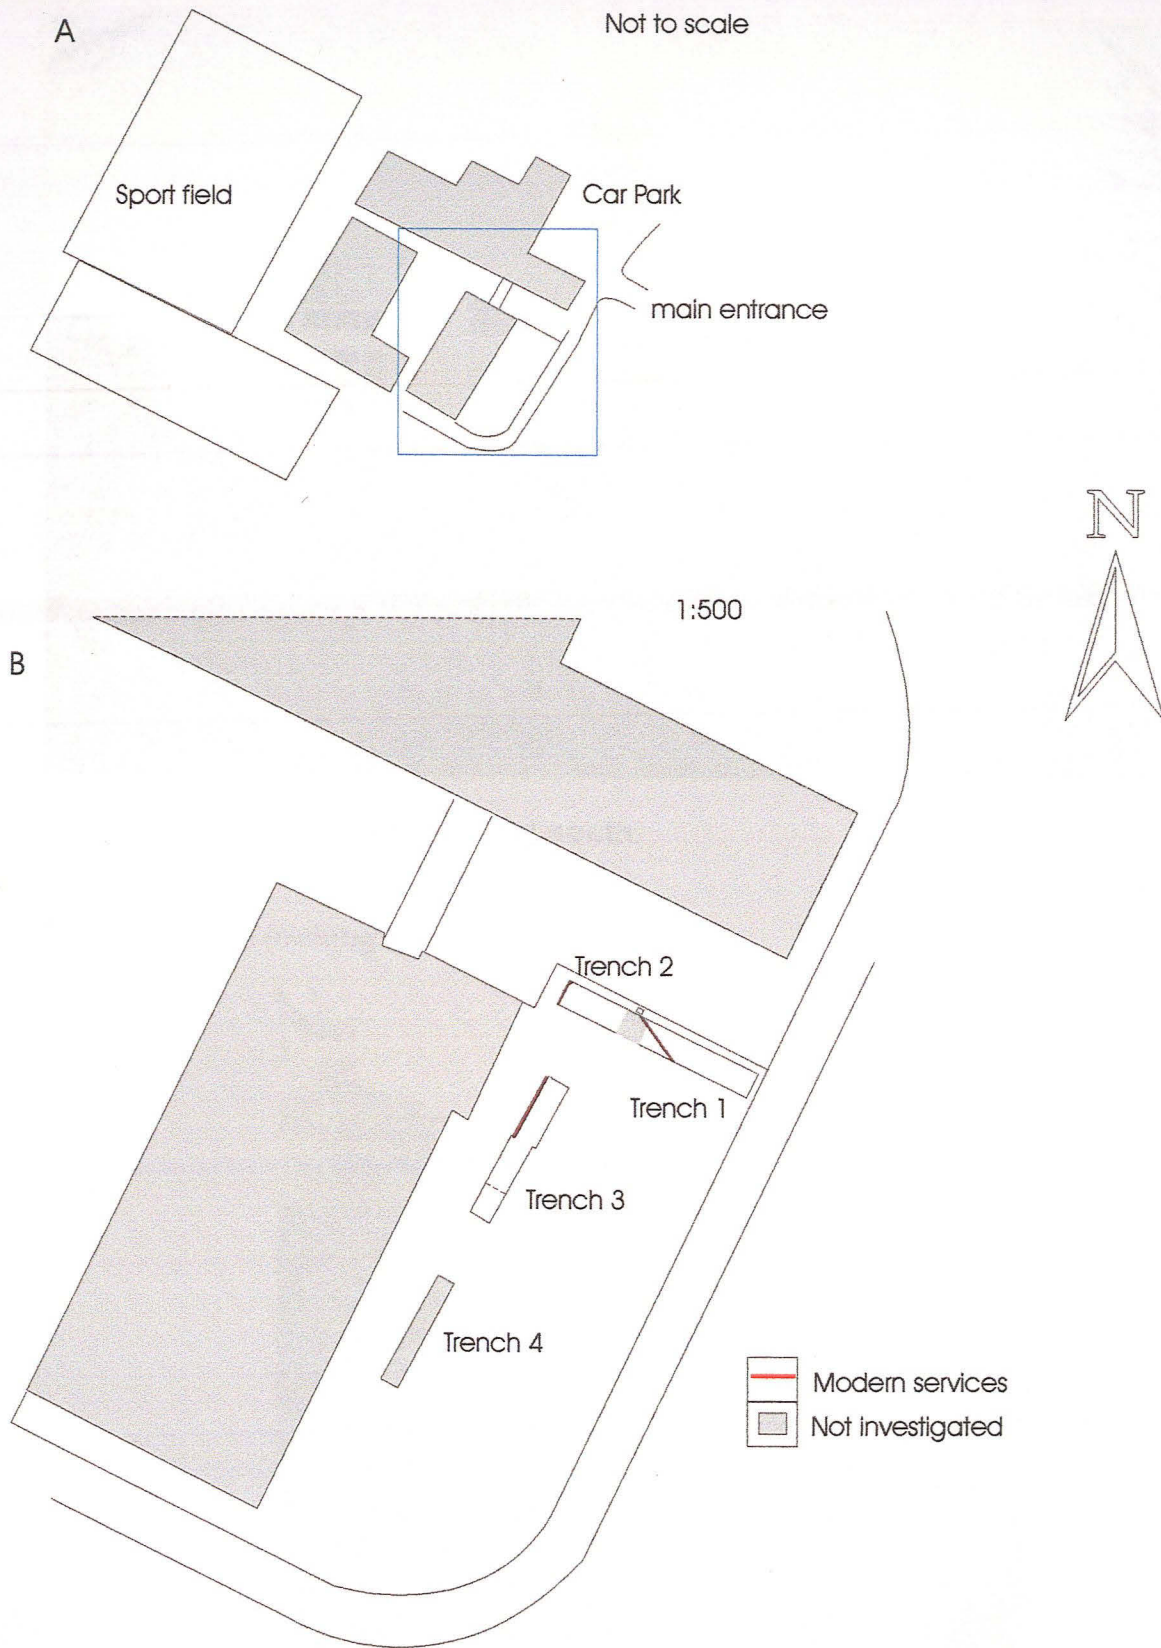 A
Not to scale
Sport field
Car Park
main entrance
N
1:500
B
Trench 2
Trench 1
Trench 3
Trench 4
Modern services
Not investigated